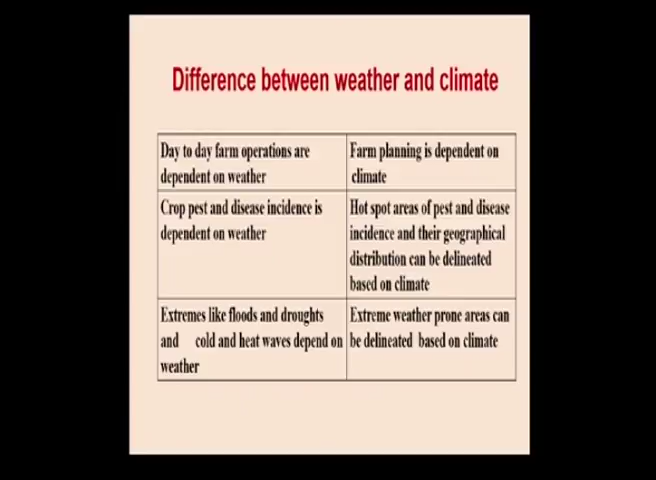 Difference between weather and climate
Day to day farm operations are
dependent on weather
Farm planning is dependent on
climate
Crop pest and disease incidence is
dependent on weather
Hot spot areas of pest and disease
incidence and their geographical
distribution can be delineated
based on climate
Extremes like floods and droughts
and cold and heat waves depend on
weather
Extreme weather prone areas can
be delineated based on climate